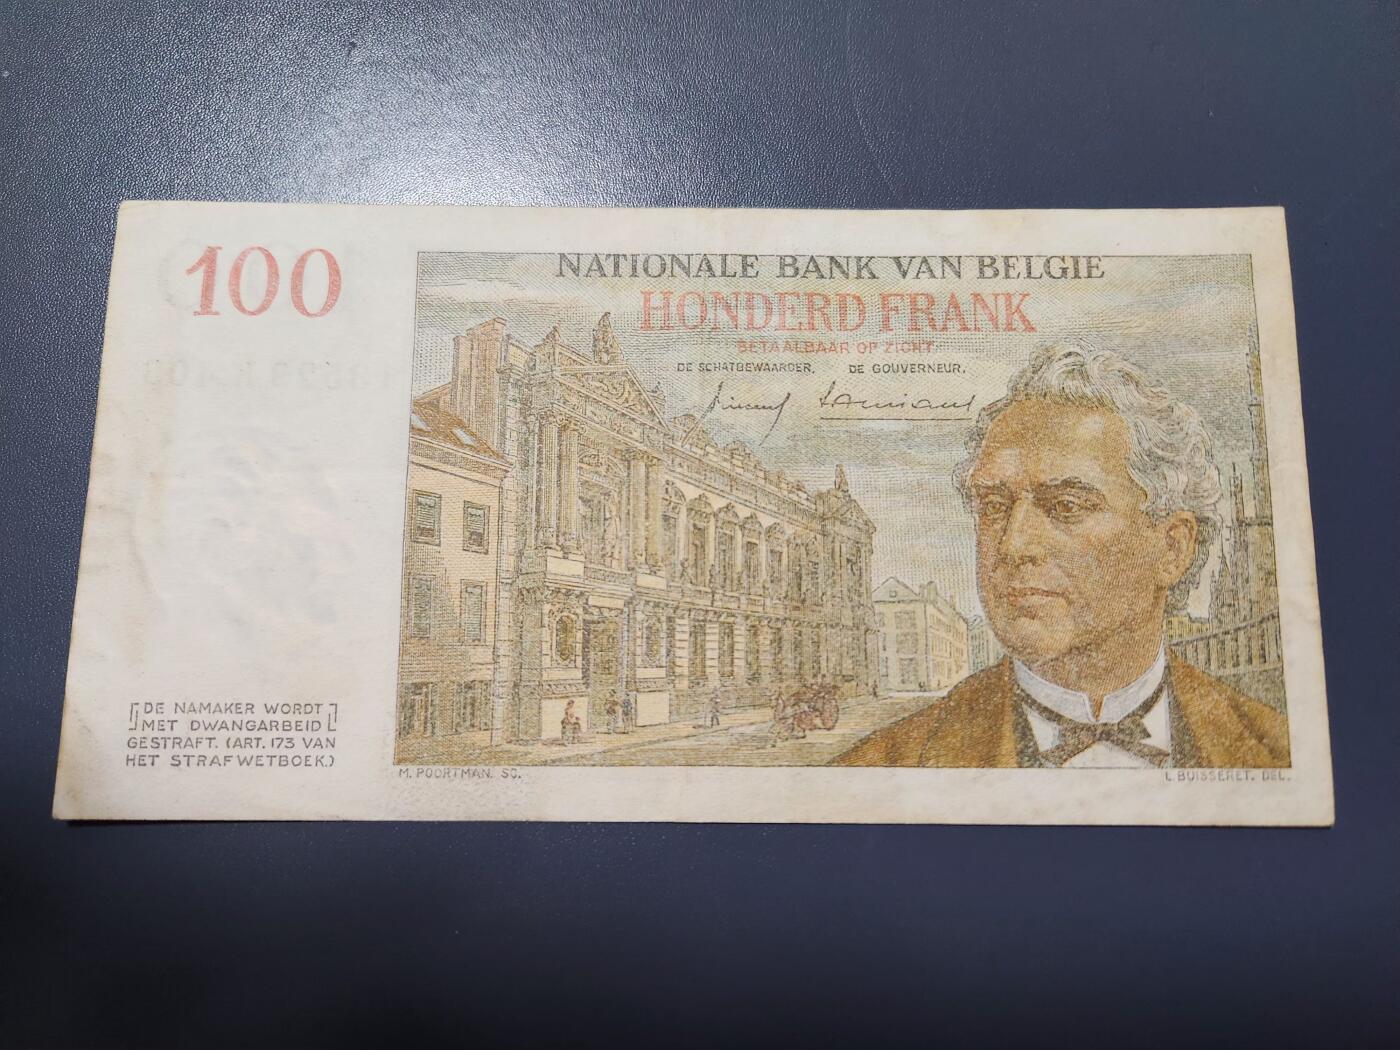 100
NATIONALE BANK VAN BELGIE
HONDERD FRANK
BETAALBAAR OP ZICHT
DE SCHATBEWAARDER. DE GOUVERNEUR.
DE NAMAKER WORDT
MET DWANGARBEID
GESTRAFT. (ART. 173 VAN
HET STRAFWETBOEK.)
M. POORTMAN. SC.
L. BUISSERET. DEL.